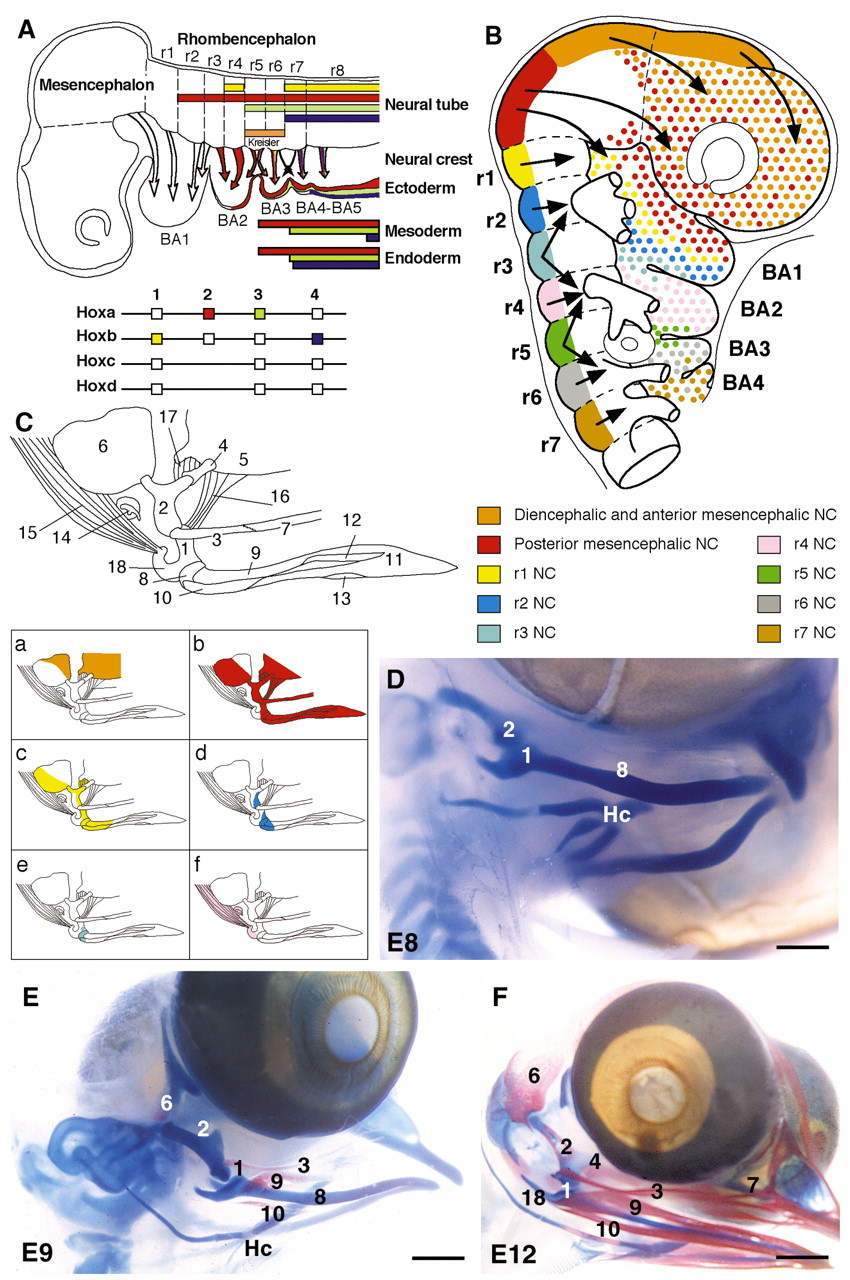 A
Rhombencephalon
r1 r2 r3 r4 r5 r6 r7 r8
Mesencephalon
Neural tube
Kreisler
Neural crest
Ectoderm
BA1 BA2 BA3 BA4-BA5
Mesoderm
Endoderm
1 2 3 4
Hoxa
Hoxb
Hoxc
Hoxd
B
r1
r2
r3
r4
r5
r6
r7
BA1
BA2
BA3
BA4
C
17
6 4
5
2 16
15
14
3 7
12
1
18 9 11
8
10 13
Diencephalic and anterior mesencephalic NC
Posterior mesencephalic NC r4 NC
r1 NC r5 NC
r2 NC r6 NC
r3 NC r7 NC
a b
c d
e f
D
2
1 8
Hc
E8
E
6
2
1 3
9
8
10
Hc
E9
F
6
2
4
1 3 7
18
9
10
E12